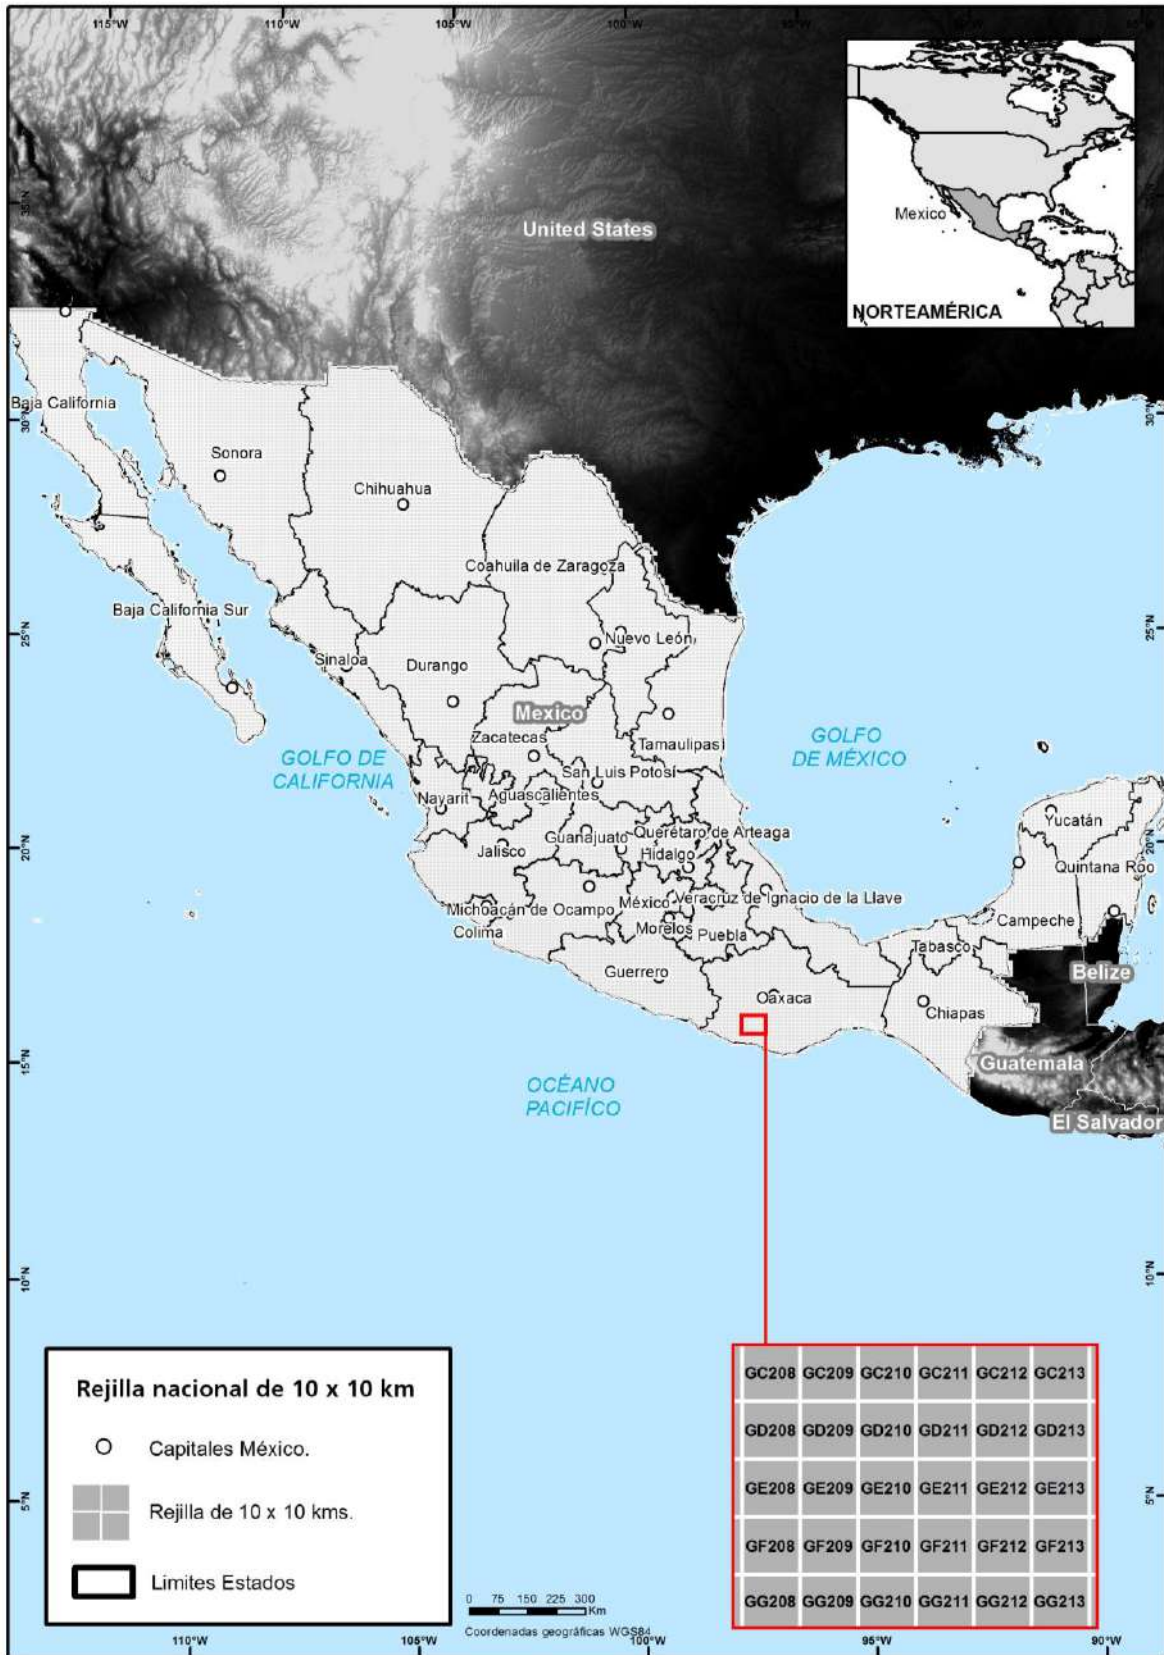 115°W 110°W 105°W 100°W 95°W
35°N
United States
Mexico
NORTEAMÉRICA
Baja California
30°N
30°N
Sonora
Chihuahua
Coahuila de Zaragoza
Baja California Sur
25°N
25°N
Nuevo León
Sinaloa
Durango
Mexico
Zacatecas
Tamaulipas
GOLFO DE
CALIFORNIA
GOLFO
DE MÉXICO
San Luis Potosí
Nayarit
Aguascalientes
Yucatán
Guanajuato
Querétaro de Arteaga
20°N
20°N
Jalisco
Hidalgo
Quintana Roo
Michoacán de Ocampo
México
Veracruz de Ignacio de la Llave
Campeche
Colima
Morelos
Puebla
Tabasco
Guerrero
Belize
Oaxaca
Chiapas
15°N
15°N
Guatemala
OCÉANO
PACIFÍCO
El Salvador
10°N
10°N
Rejilla nacional de 10 x 10 km
Capitales México.
Rejilla de 10 x 10 kms.
Limites Estados
5°N
5°N
GC208 GC209 GC210 GC211 GC212 GC213
GD208 GD209 GD210 GD211 GD212 GD213
GE208 GE209 GE210 GE211 GE212 GE213
GF208 GF209 GF210 GF211 GF212 GF213
GG208 GG209 GG210 GG211 GG212 GG213
0 75 150 225 300
Km
Coordenadas geográficas WGS84
110°W 105°W 100°W 95°W 90°W